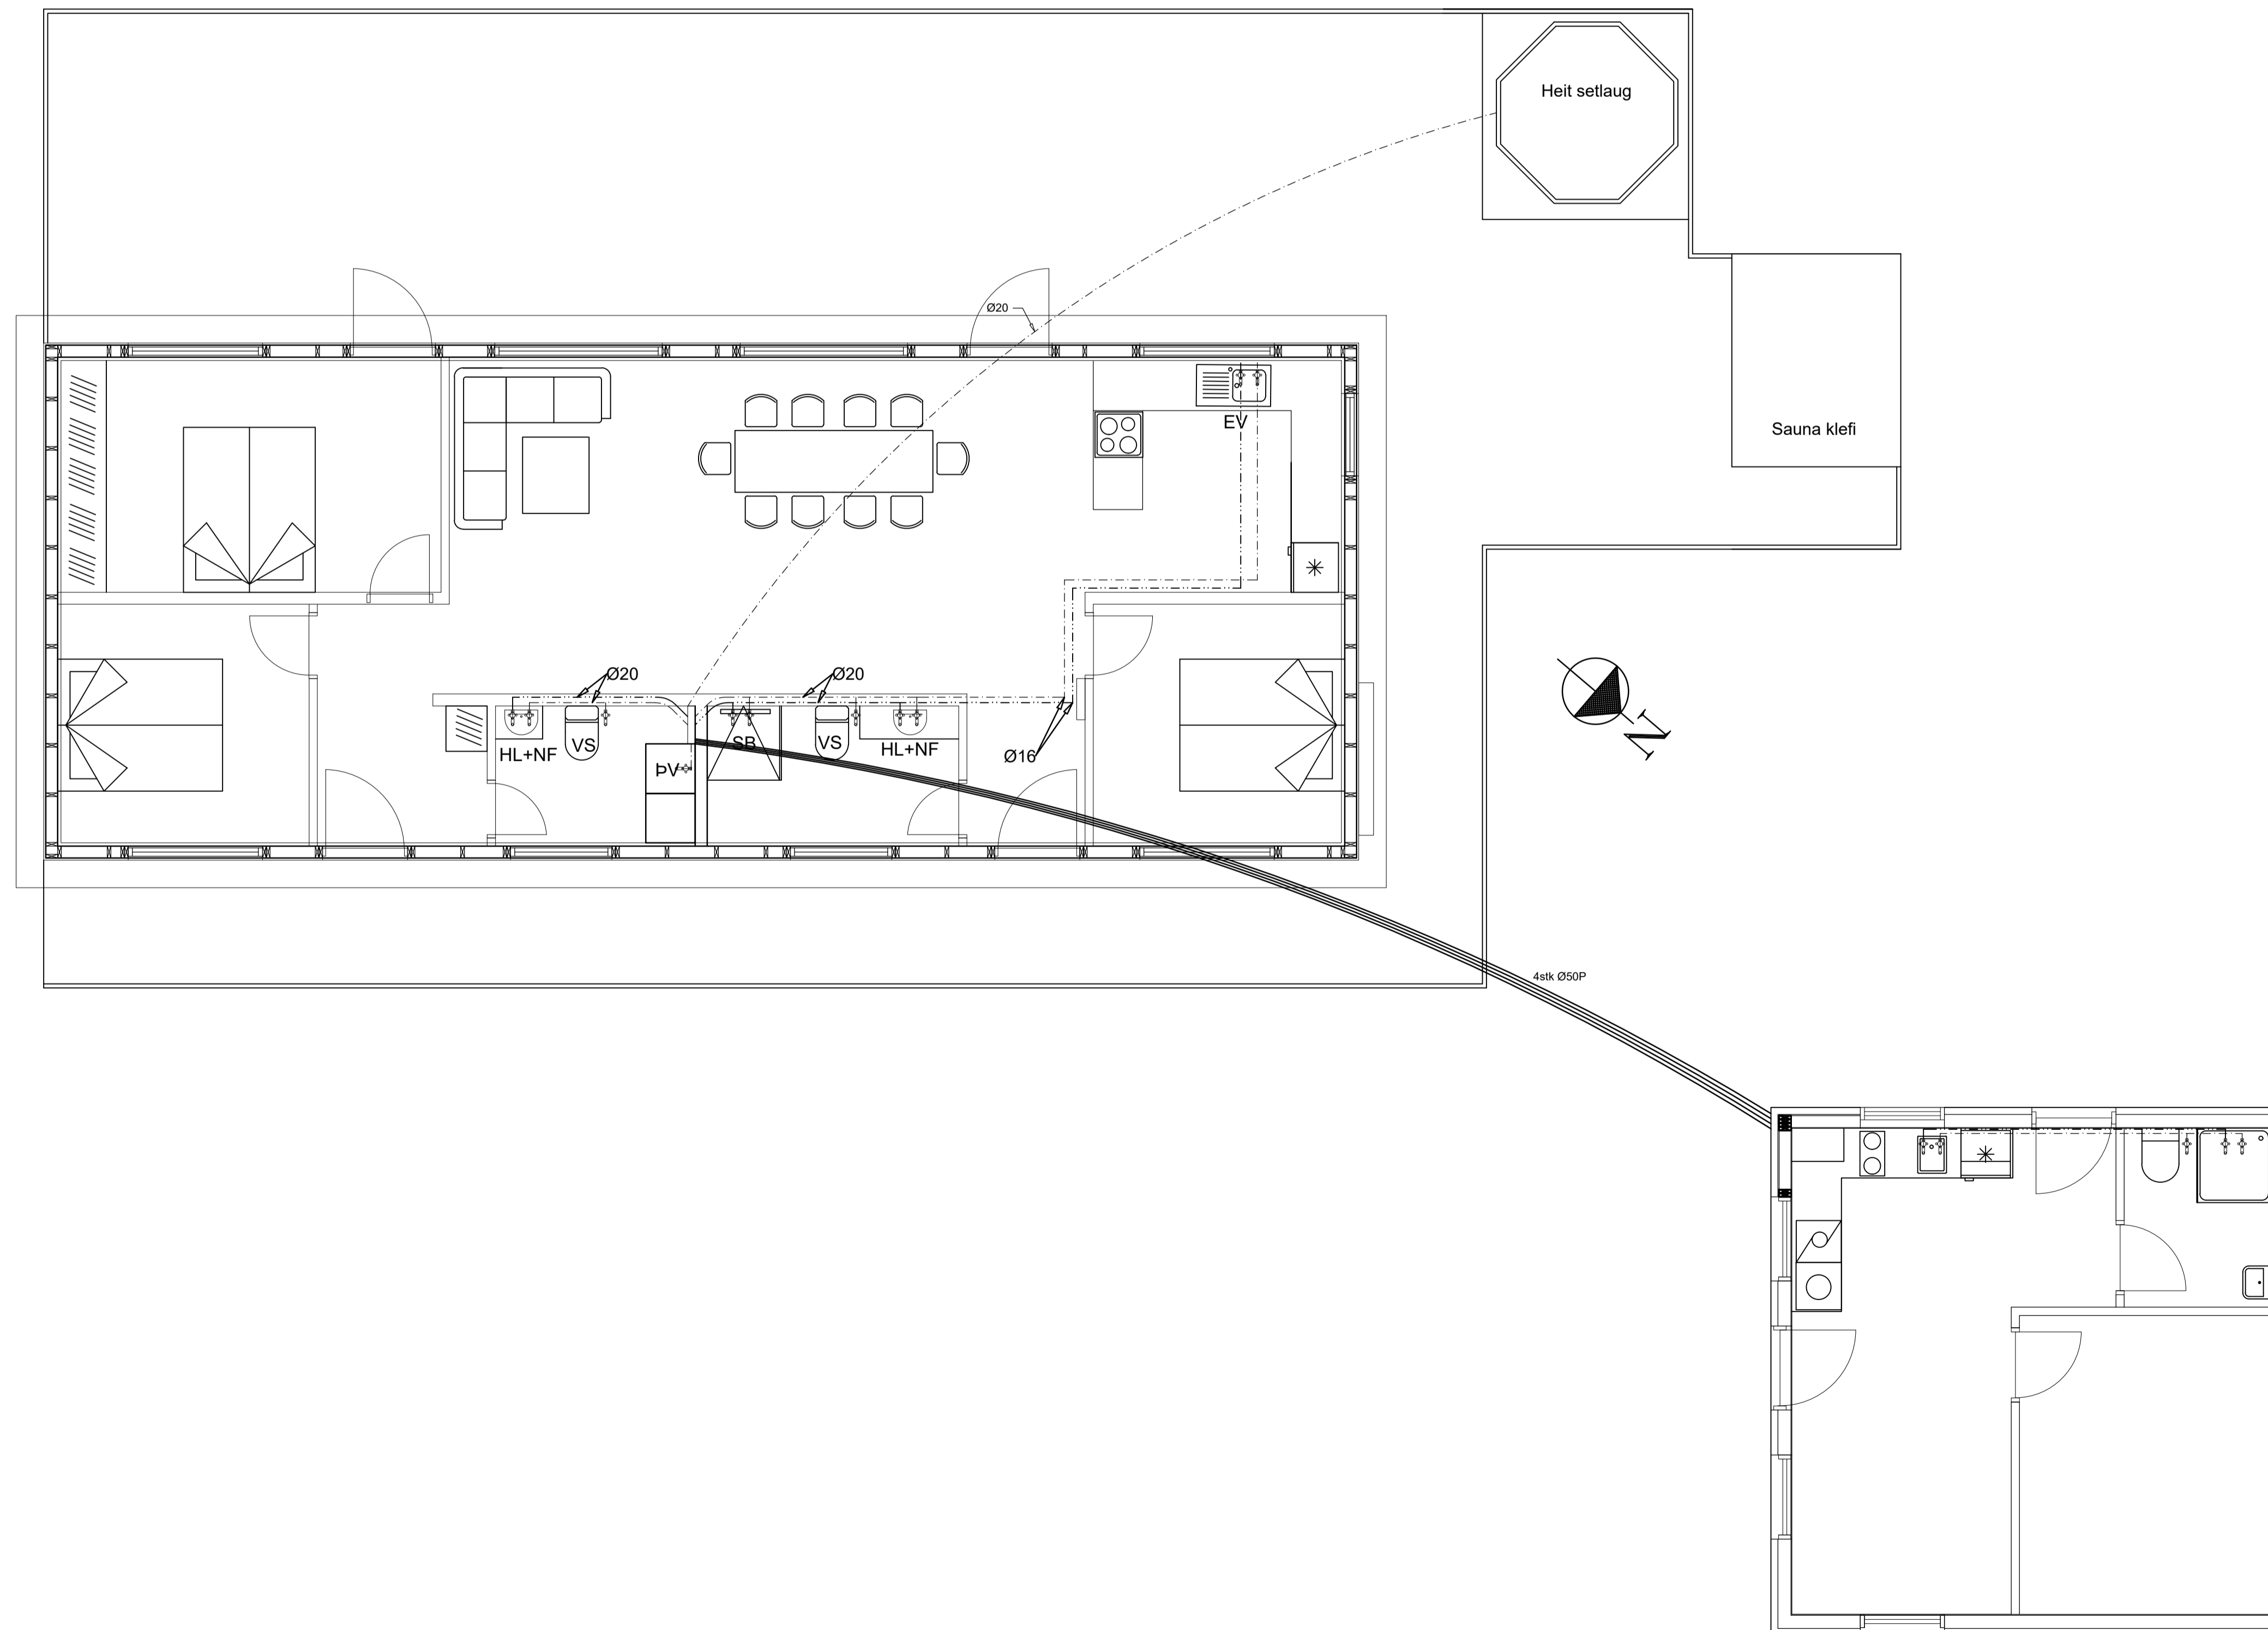 Heit setlaug
Ø20
EV
Sauna klefi
Ø20
Ø20
N
HL+NF
VS
SB
VS
HL+NF
Ø16
ÞV
4stk Ø50P